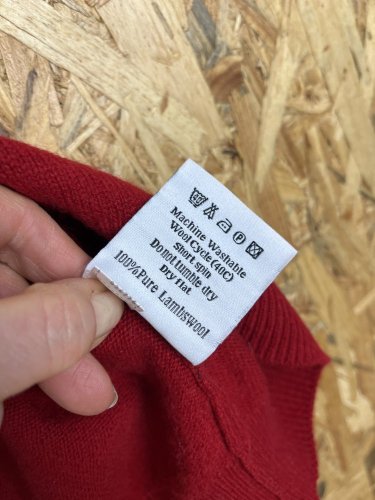 Machine Washable
Wool Cycle (40C)
Short spin
Do not tumble dry
Dry flat
100%Pure Lambswool